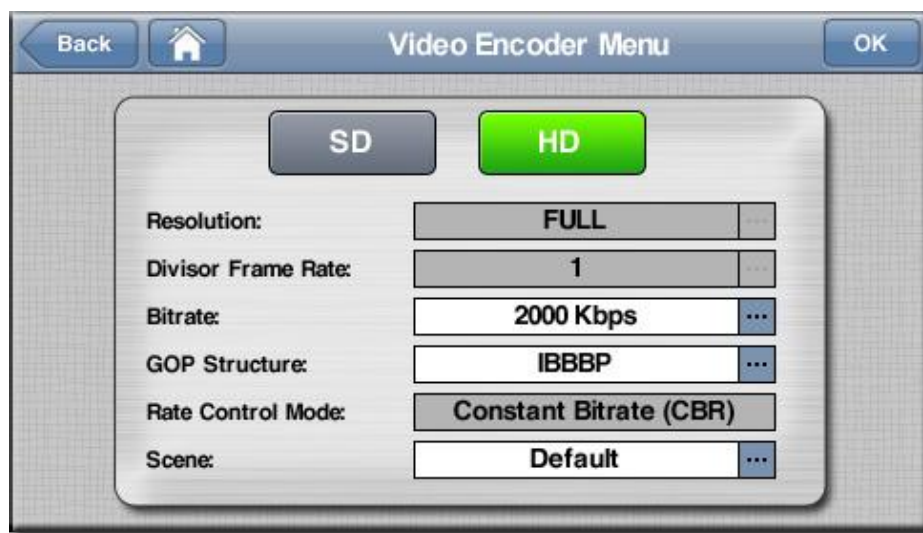 Back Video Encoder Menu OK
SD HD
Resolution: FULL ...
Divisor Frame Rate: 1 ...
Bitrate: 2000 Kbps ...
GOP Structure: IBBBP ...
Rate Control Mode: Constant Bitrate (CBR)
Scene: Default ...